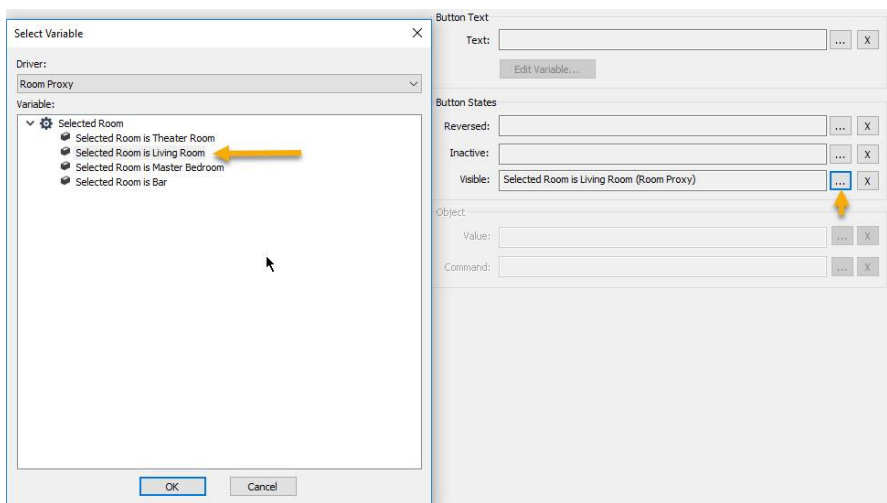 Select Variable
X
Driver:
Room Proxy
Variable:
Selected Room
Selected Room is Theater Room
Selected Room is Living Room
Selected Room is Master Bedroom
Selected Room is Bar
OK Cancel
Button Text
Text: ... X
Edit Variable...
Button States
Reversed: ... X
Inactive: ... X
Visible: Selected Room is Living Room (Room Proxy) ... X
Object
Value: ... X
Command: ... X